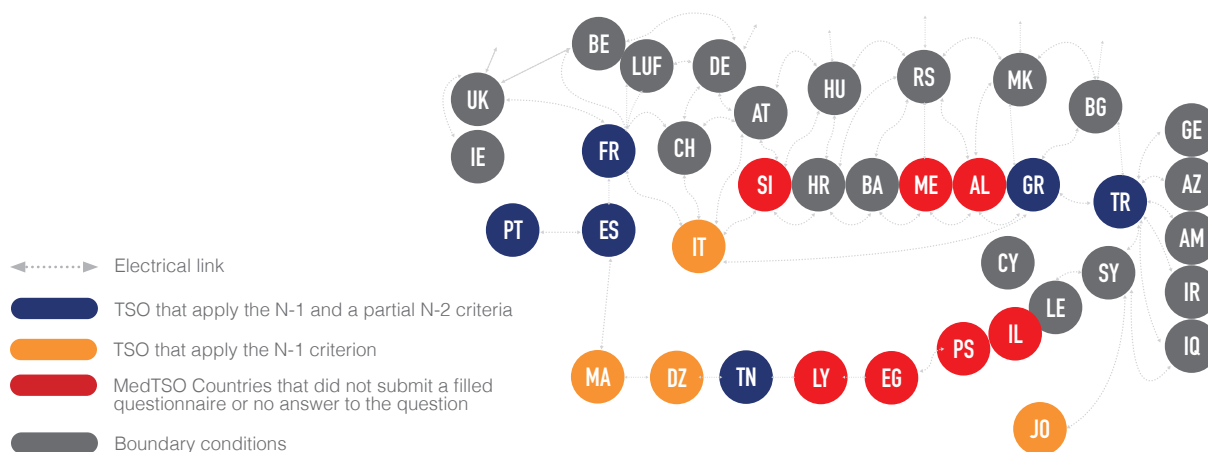 BE
LUF
DE
UK
HU
RS
MK
AT
BG
IE
FR
CH
GE
SI
HR
BA
ME
AL
GR
TR
AZ
PT
ES
IT
AM
CY
SY
LE
IR
IL
PS
IQ
MA
DZ
TN
LY
EG
JO
Electrical link
TSO that apply the N-1 and a partial N-2 criteria
TSO that apply the N-1 criterion
MedTSO Countries that did not submit a filled
questionnaire or no answer to the question
Boundary conditions